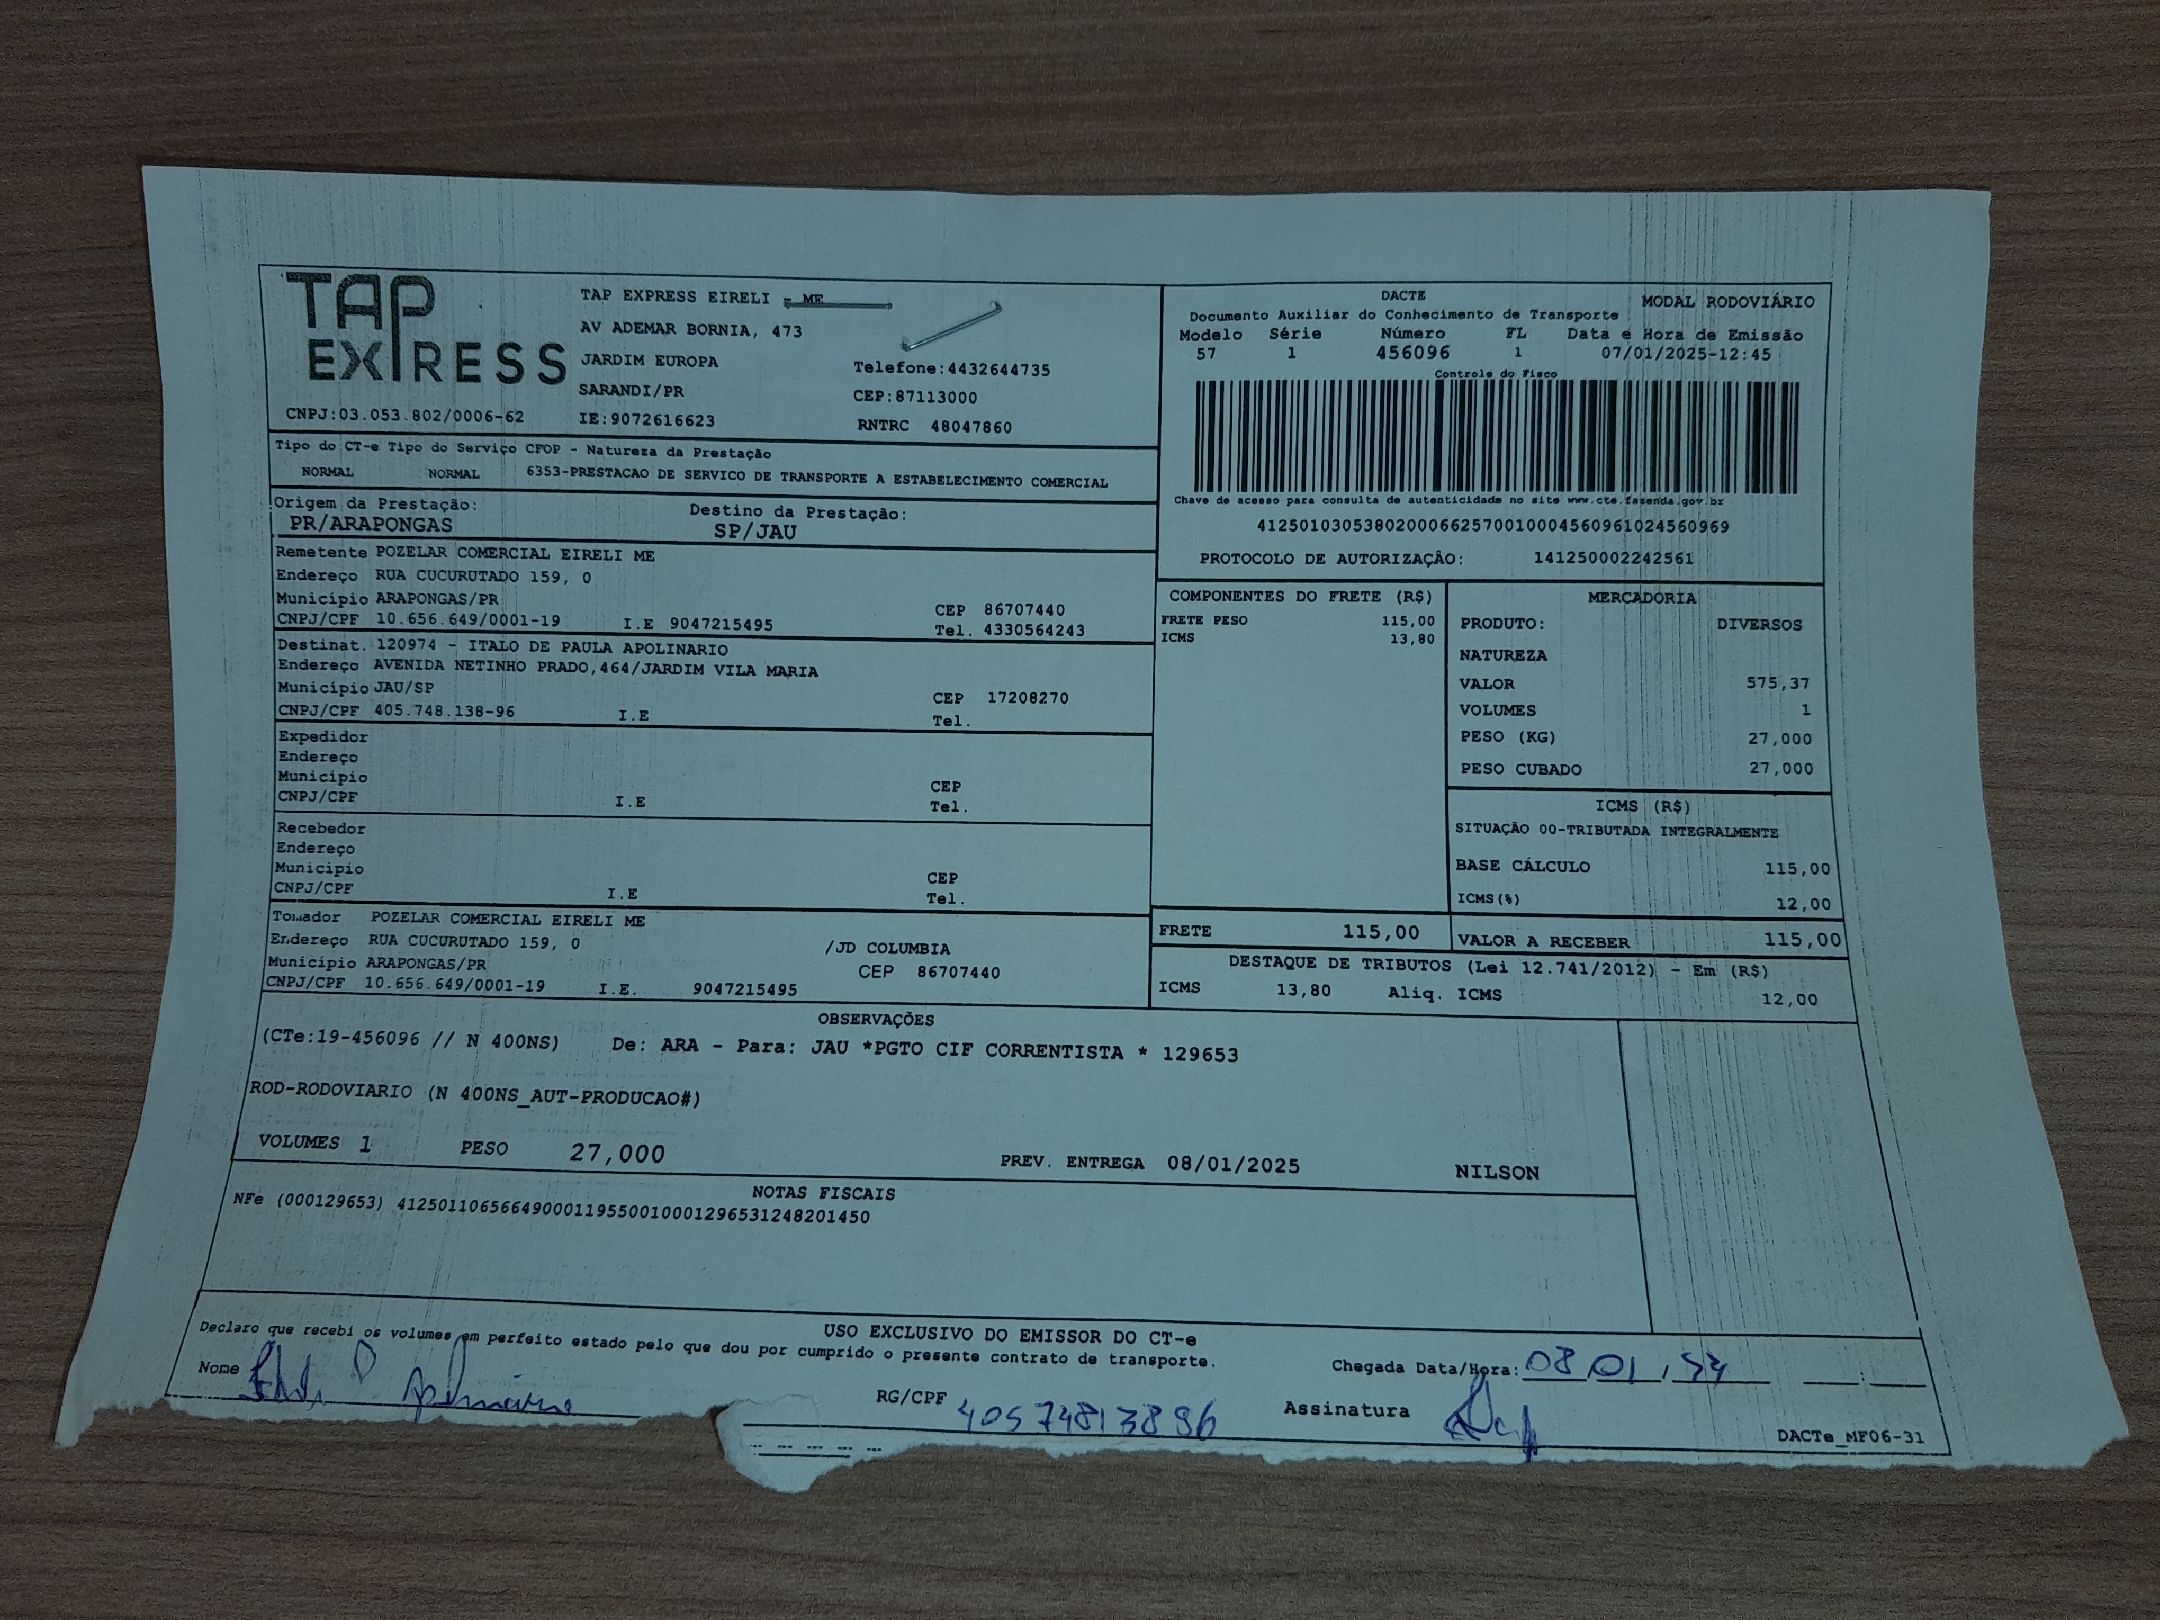 TAP
EXPRESS
CNPJ:03.053.802/0006-62
TAP EXPRESS EIRELI - ME
AV ADEMAR BORNIA, 473
JARDIM EUROPA
SARANDI/PR
IE:9072616623
Telefone:4432644735
CEP:87113000
RNTRC 48047860
DACTE
MODAL RODOVIÁRIO
Documento Auxiliar do Conhecimento de Transporte
Modelo Série Número FL Data e Hora de Emissão
57 1 456096 1 07/01/2025-12:45
Controle do Fisco
Chave de acesso para consulta de autenticidade no site www.cte.fazenda.gov.br
41250103053802000662570010004560961024560969
PROTOCOLO DE AUTORIZAÇÂO: 141250002242561
Tipo do CT-e Tipo do Serviço CFOP - Natureza da Prestação
NORMAL NORMAL 6353-PRESTACAO DE SERVICO DE TRANSPORTE A ESTABELECIMENTO COMERCIAL
Origem da Prestação: Destino da Prestação:
PR/ARAPONGAS SP/JAU
Remetente POZELAR COMERCIAL EIRELI ME
Endereço RUA CUCURUTADO 159, 0
Município ARAPONGAS/PR CEP 86707440
CNPJ/CPF 10.656.649/0001-19 I.E 9047215495 Tel. 4330564243
Destinat. 120974 - ITALO DE PAULA APOLINARIO
Endereço AVENIDA NETINHO PRADO,464/JARDIM VILA MARIA
Município JAU/SP CEP 17208270
CNPJ/CPF 405.748.138-96 I.E Tel.
Expedidor
Endereço
Município CEP
CNPJ/CPF I.E Tel.
Recebedor
Endereço
Município CEP
CNPJ/CPF I.E Tel.
Tomador POZELAR COMERCIAL EIRELI ME
Endereço RUA CUCURUTADO 159, 0 /JD COLUMBIA
Município ARAPONGAS/PR CEP 86707440
CNPJ/CPF 10.656.649/0001-19 I.E. 9047215495
COMPONENTES DO FRETE (R$)
FRETE PESO 115,00
ICMS 13,80
MERCADORIA
PRODUTO: DIVERSOS
NATUREZA
VALOR 575,37
VOLUMES 1
PESO (KG) 27,000
PESO CUBADO 27,000
ICMS (R$)
SITUAÇÃO 00-TRIBUTADA INTEGRALMENTE
BASE CÁLCULO 115,00
ICMS(%) 12,00
FRETE 115,00 VALOR A RECEBER 115,00
DESTAQUE DE TRIBUTOS (Lei 12.741/2012) - Em (R$)
ICMS 13,80 Aliq. ICMS 12,00
OBSERVAÇÕES
(CTe:19-456096 // N 400NS) De: ARA - Para: JAU *PGTO CIF CORRENTISTA * 129653
ROD-RODOVIARIO (N 400NS_AUT-PRODUCAO#)
VOLUMES 1 PESO 27,000 PREV. ENTREGA 08/01/2025 NILSON
NOTAS FISCAIS
NFe (000129653) 41250110656649000119550010001296531248201450
USO EXCLUSIVO DO EMISSOR DO CT-e
Declaro que recebi os volumes em perfeito estado pelo que dou por cumprido o presente contrato de transporte.
Nome
RG/CPF 40574813896
Chegada Data/Hora: 08 01
Assinatura
DACTe_MF06-31